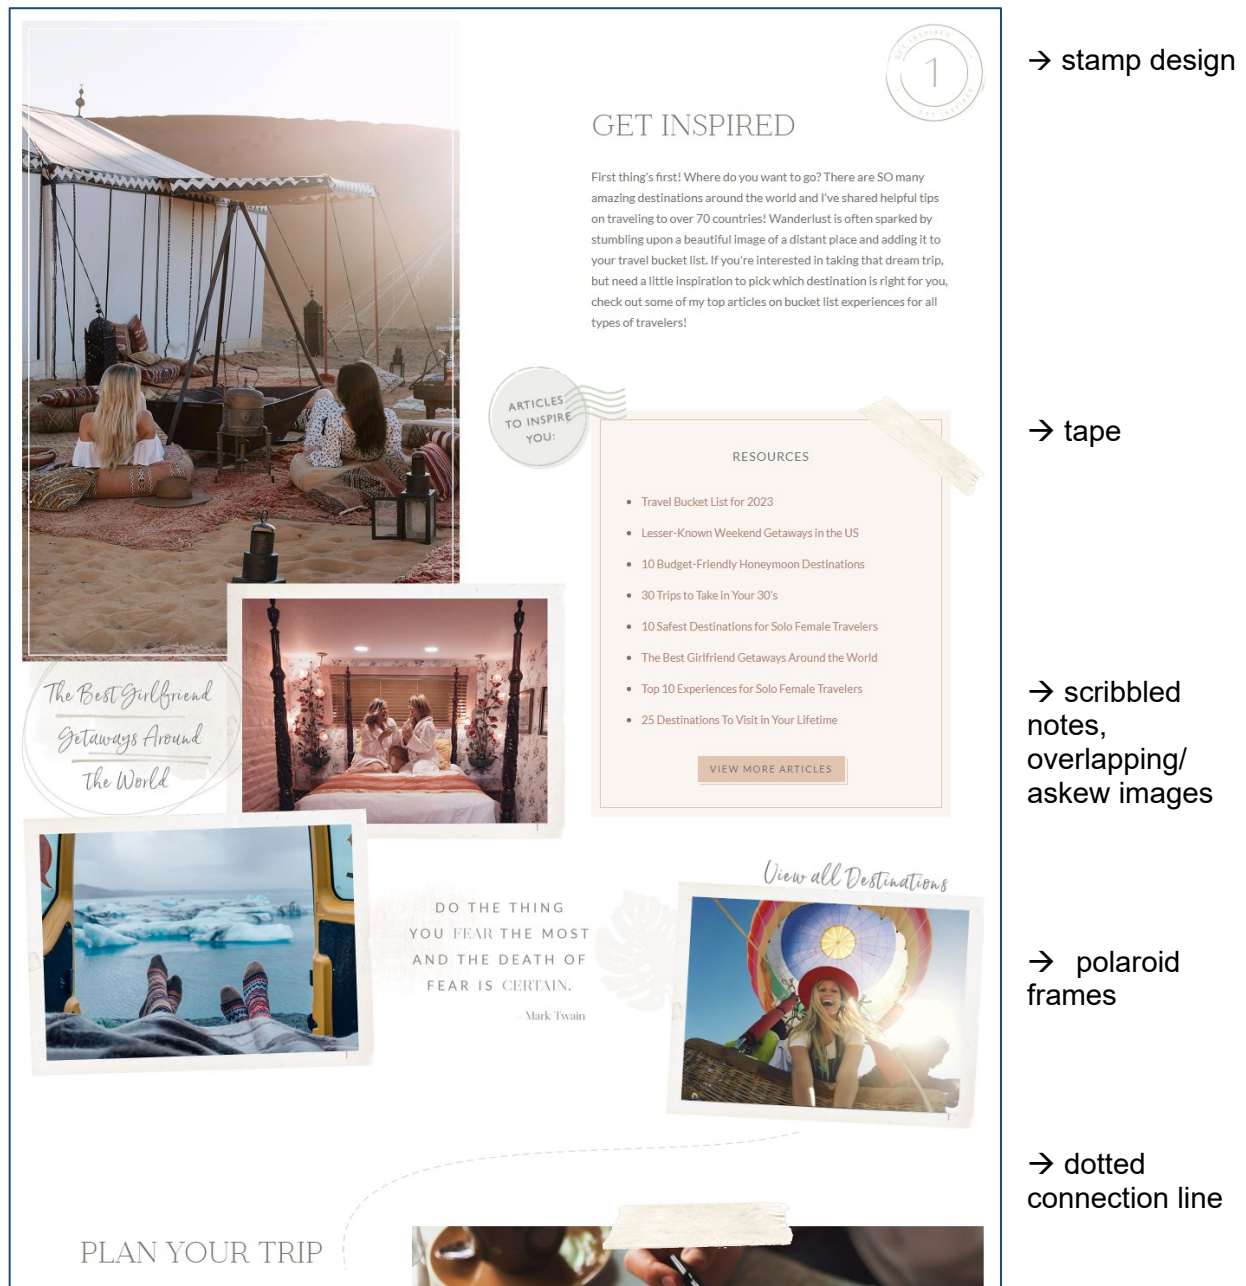 GET INSPIRED
GET INSPIRED
GET INSPIRED
1
→ stamp design
GET INSPIRED
First thing's first! Where do you want to go? There are SO many
amazing destinations around the world and I've shared helpful tips
on traveling to over 70 countries! Wanderlust is often sparked by
stumbling upon a beautiful image of a distant place and adding it to
your travel bucket list. If you're interested in taking that dream trip,
but need a little inspiration to pick which destination is right for you,
check out some of my top articles on bucket list experiences for all
types of travelers!
ARTICLES
TO INSPIRE
YOU:
→ tape
RESOURCES
• Travel Bucket List for 2023
• Lesser-Known Weekend Getaways in the US
• 10 Budget-Friendly Honeymoon Destinations
• 30 Trips to Take in Your 30's
• 10 Safest Destinations for Solo Female Travelers
• The Best Girlfriend Getaways Around the World
• Top 10 Experiences for Solo Female Travelers
• 25 Destinations To Visit in Your Lifetime
VIEW MORE ARTICLES
The Best Girlfriend
Getaways Around
The World
→ scribbled
notes,
overlapping/
askew images
DO THE THING
YOU FEAR THE MOST
AND THE DEATH OF
FEAR IS CERTAIN.
- Mark Twain
View all Destinations
→ polaroid
frames
→ dotted
connection line
PLAN YOUR TRIP